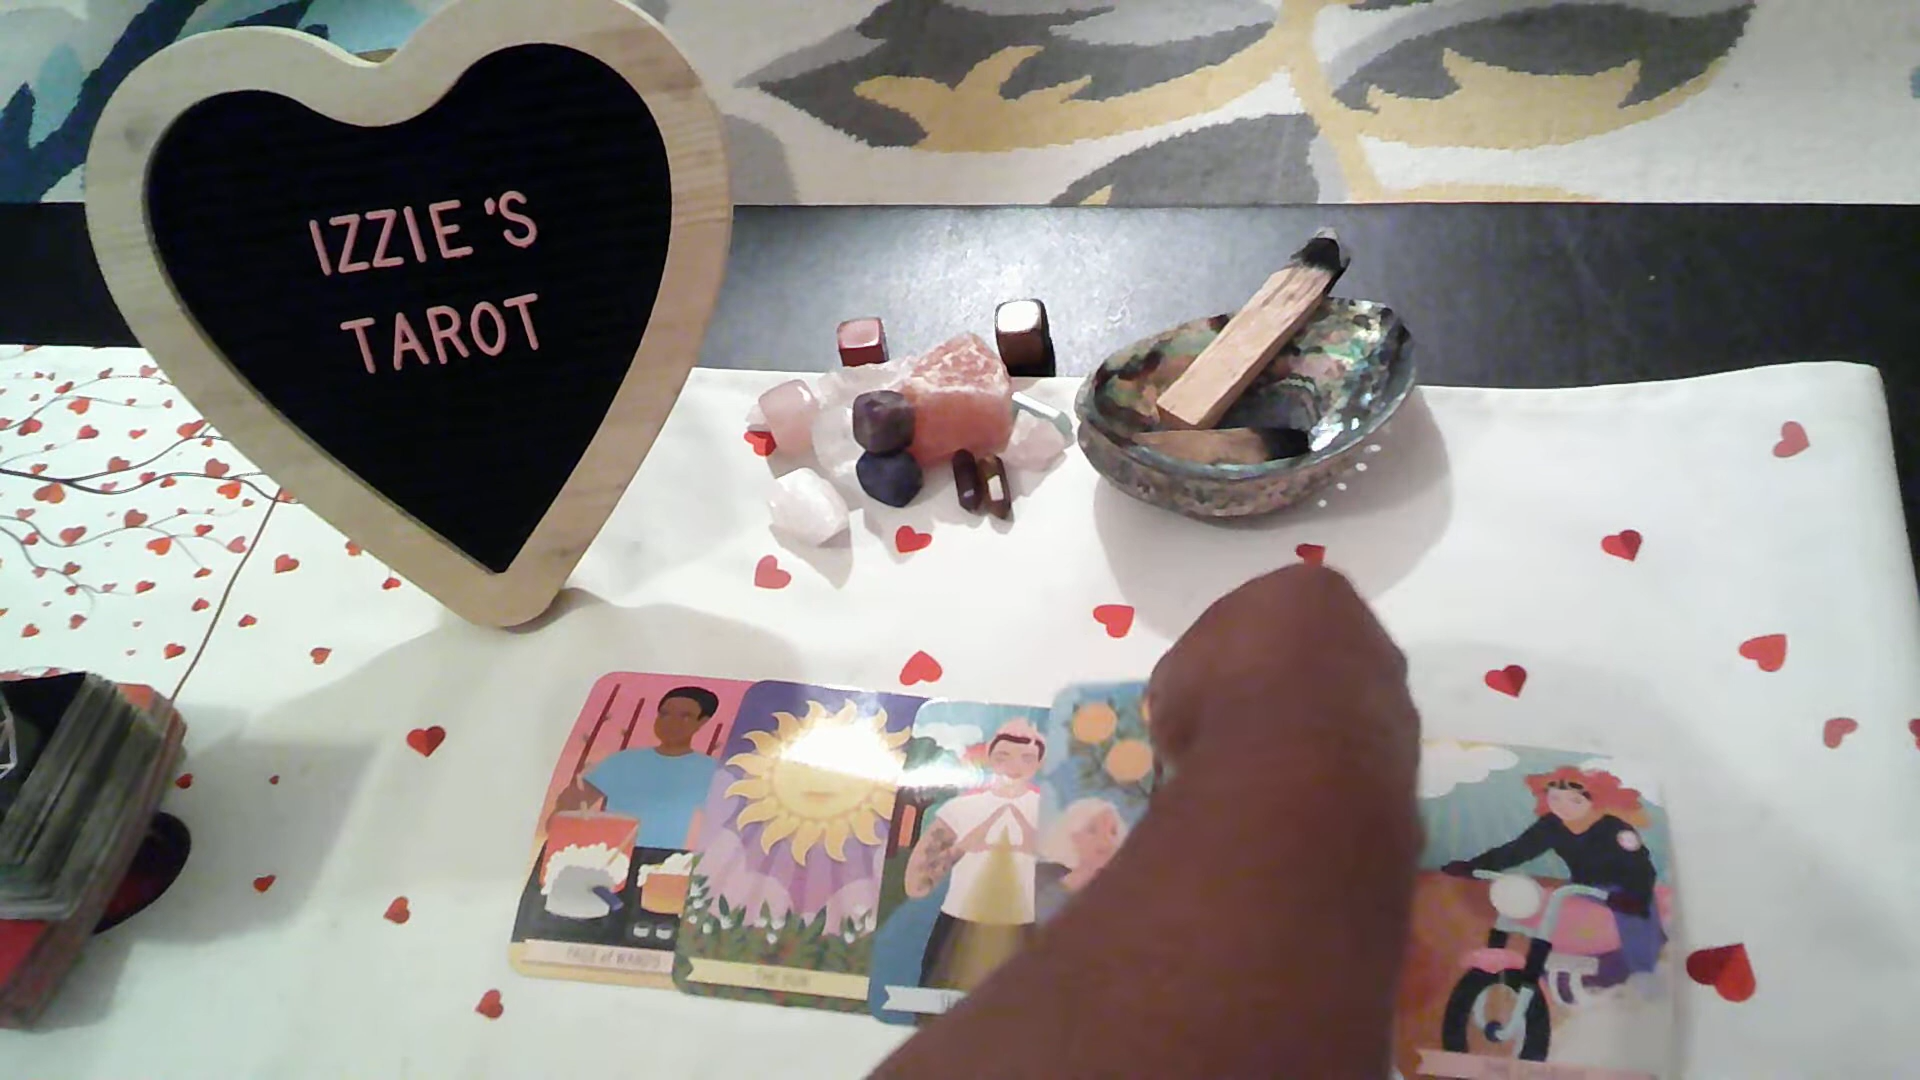 IZZIE'S
TAROT
PAGE of WANDS
THE SUN